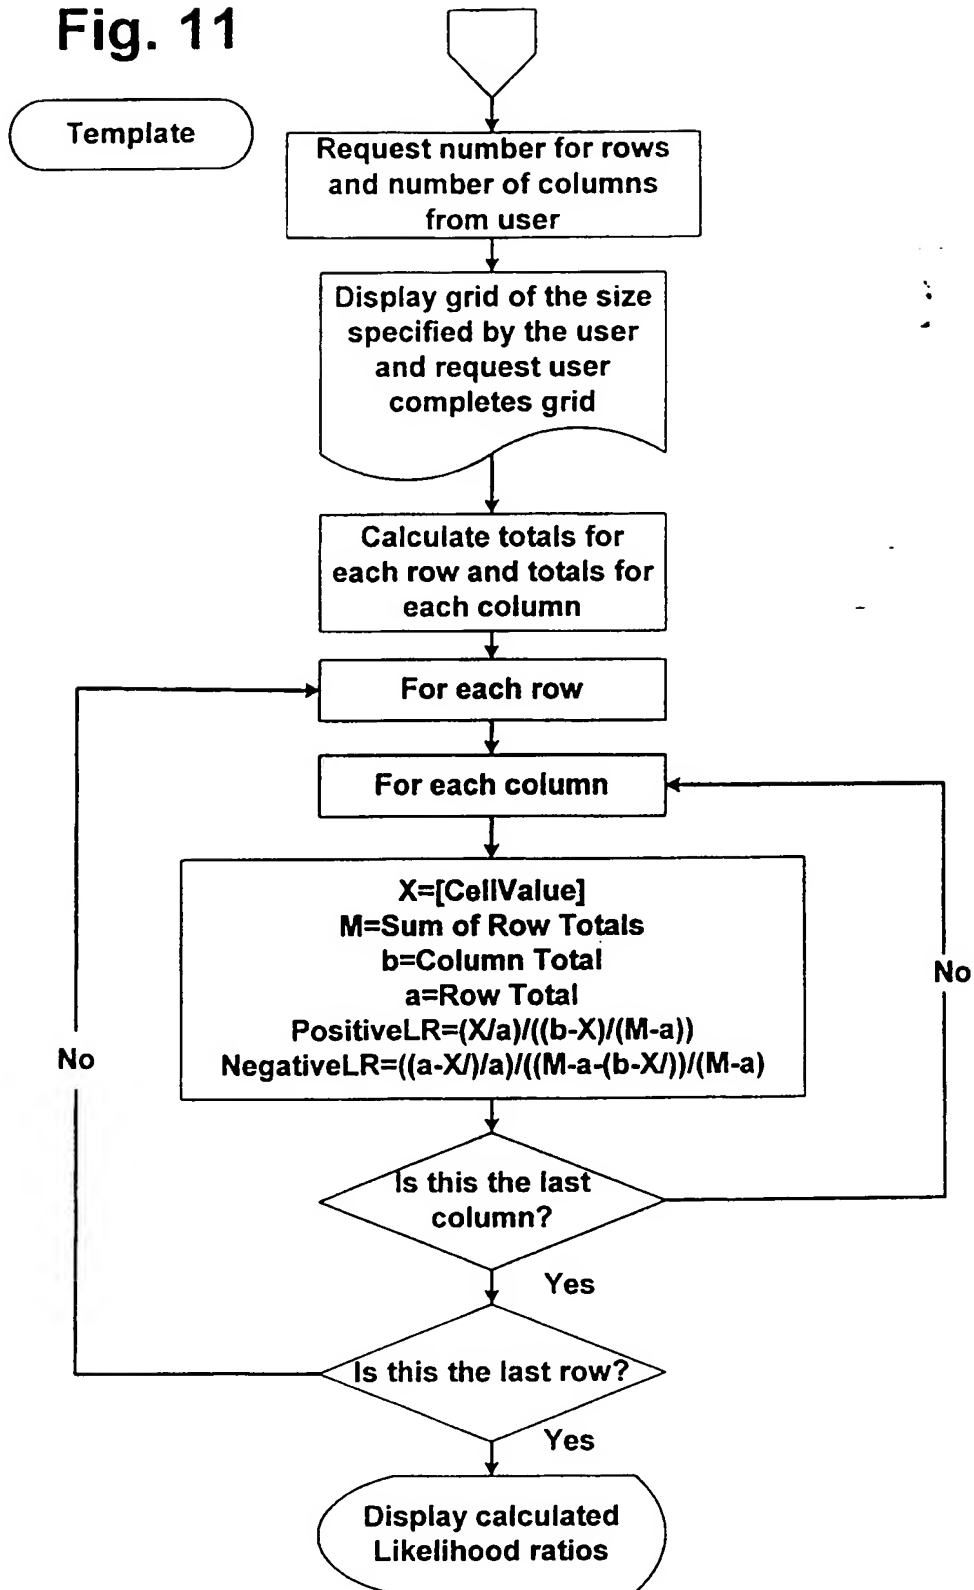 Fig. 11
Template
Request number for rows
and number of columns
from user
Display grid of the size
specified by the user
and request user
completes grid
Calculate totals for
each row and totals for
each column
For each row
For each column
X=[CellValue]
M=Sum of Row Totals
b=Column Total
a=Row Total
PositiveLR=(X/a)/((b-X)/(M-a))
NegativeLR=((a-X/)/a)/((M-a-(b-X/))/(M-a)
No
No
Is this the last
column?
Yes
Is this the last row?
Yes
Display calculated
Likelihood ratios